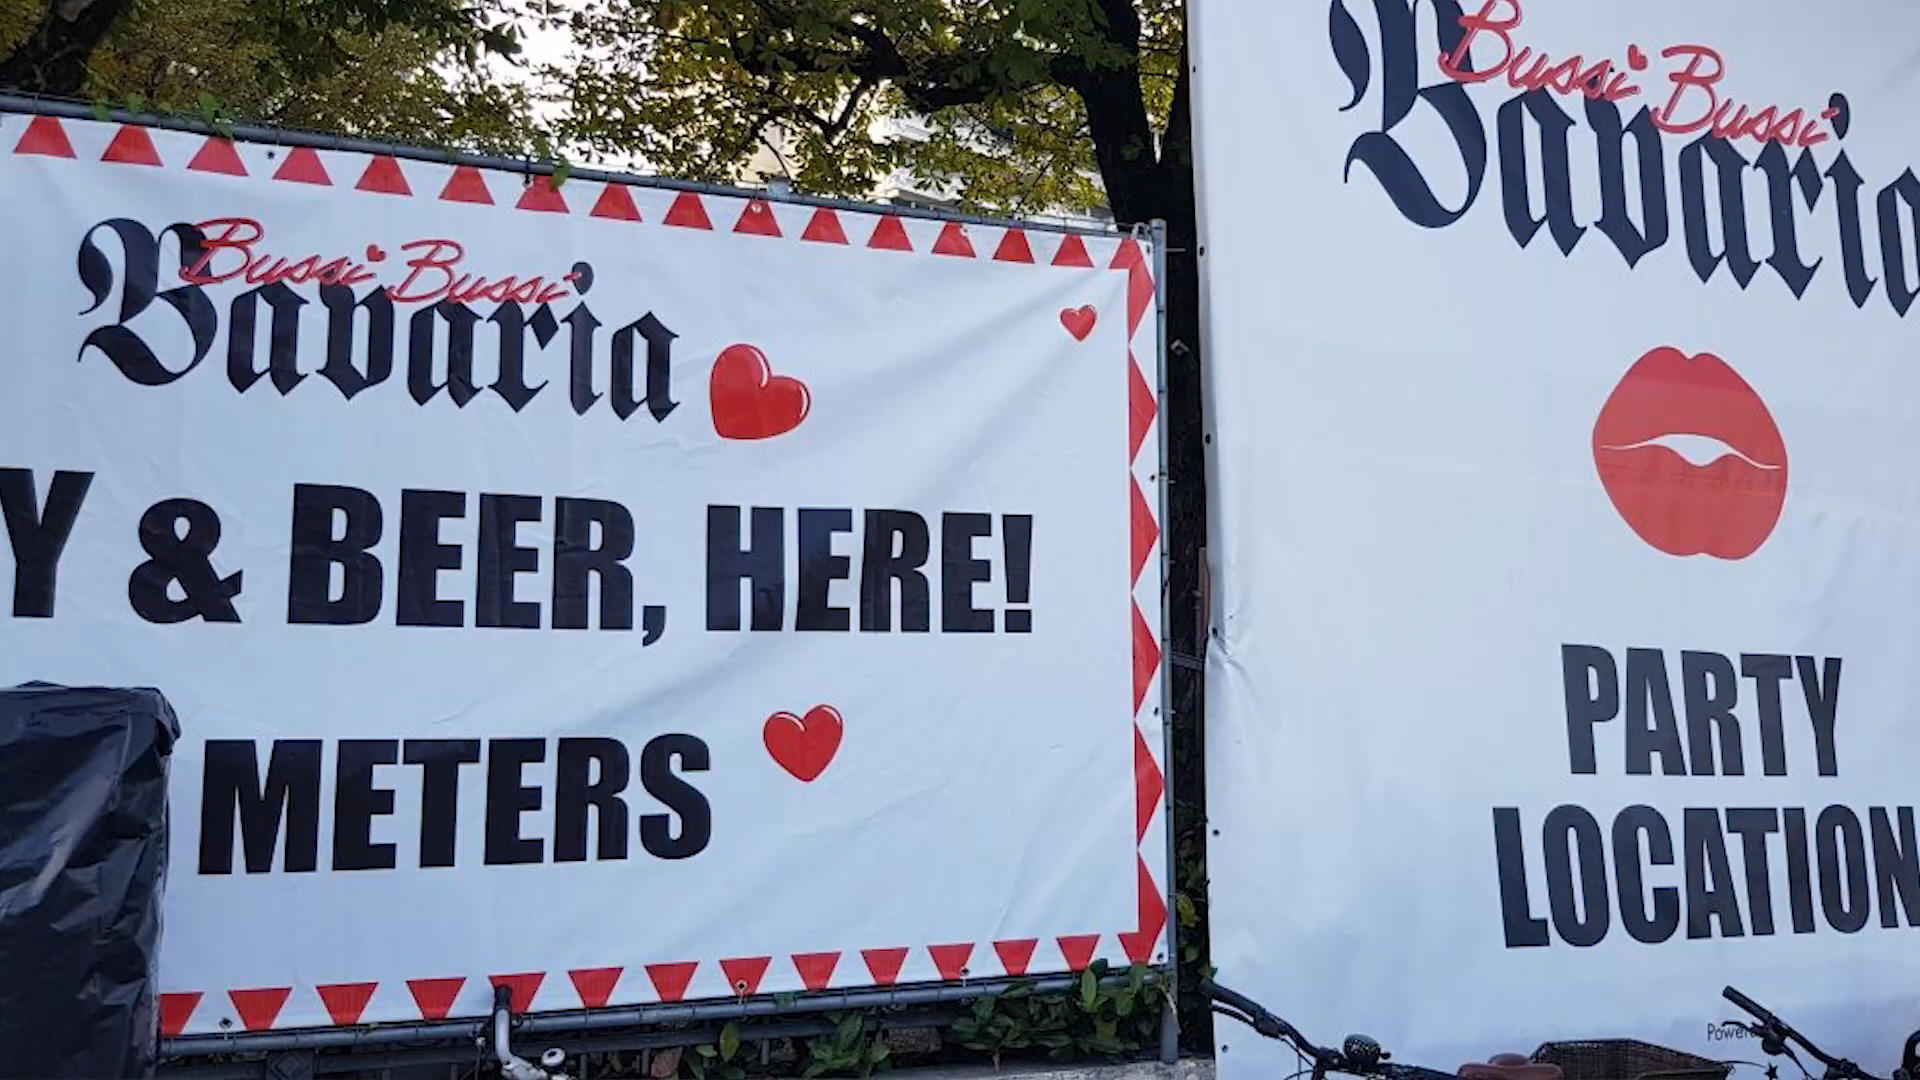 Bussi Bussi
Bavaria
Y & BEER, HERE!
METERS
Bussi Bussi
Bavaria
PARTY
LOCATION